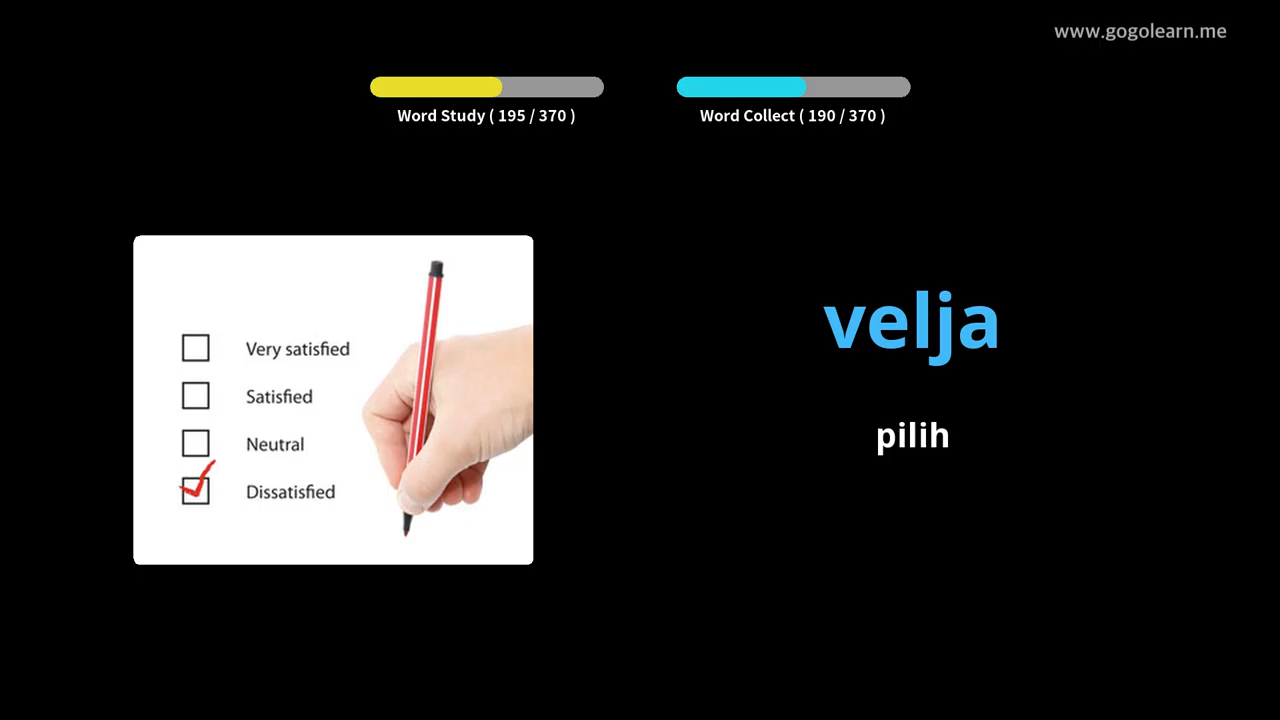 www.gogolearn.me
Word Study ( 195 / 370 )
Word Collect ( 190 / 370 )
Very satisfied
Satisfied
Neutral
Dissatisfied
velja
pilih